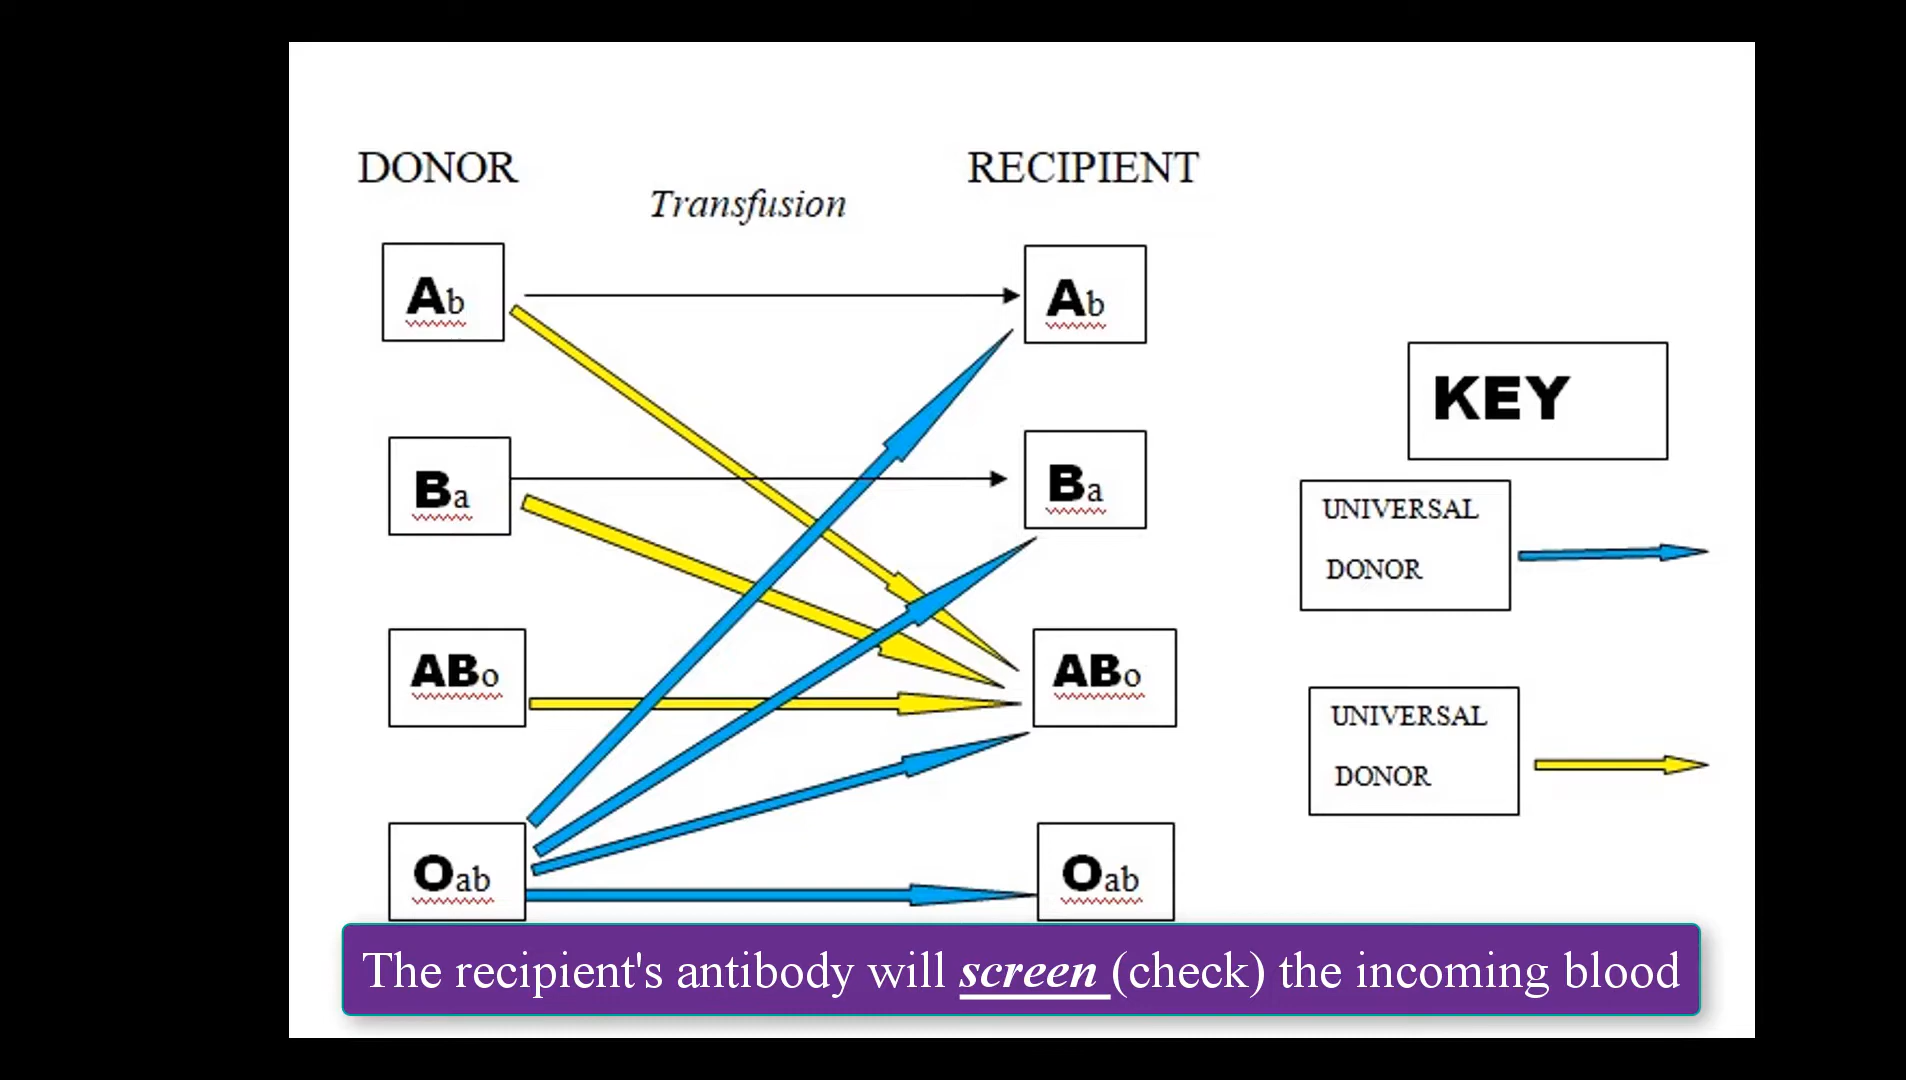 DONOR
RECIPIENT
Transfusion
Ab
Ab
Ba
Ba
ABo
ABo
Oab
Oab
KEY
UNIVERSAL
DONOR
UNIVERSAL
DONOR
The recipient's antibody will screen (check) the incoming blood